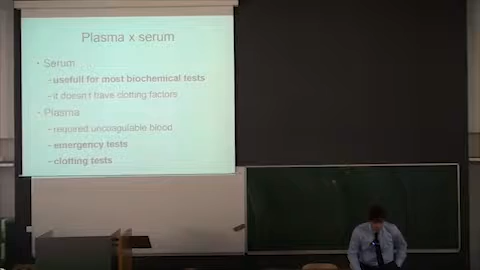 Plasma x serum
• Serum
– usefull for most biochemical tests
– it doesn't have clotting factors
• Plasma
– required uncoagulable blood
– emergency tests
– clotting tests